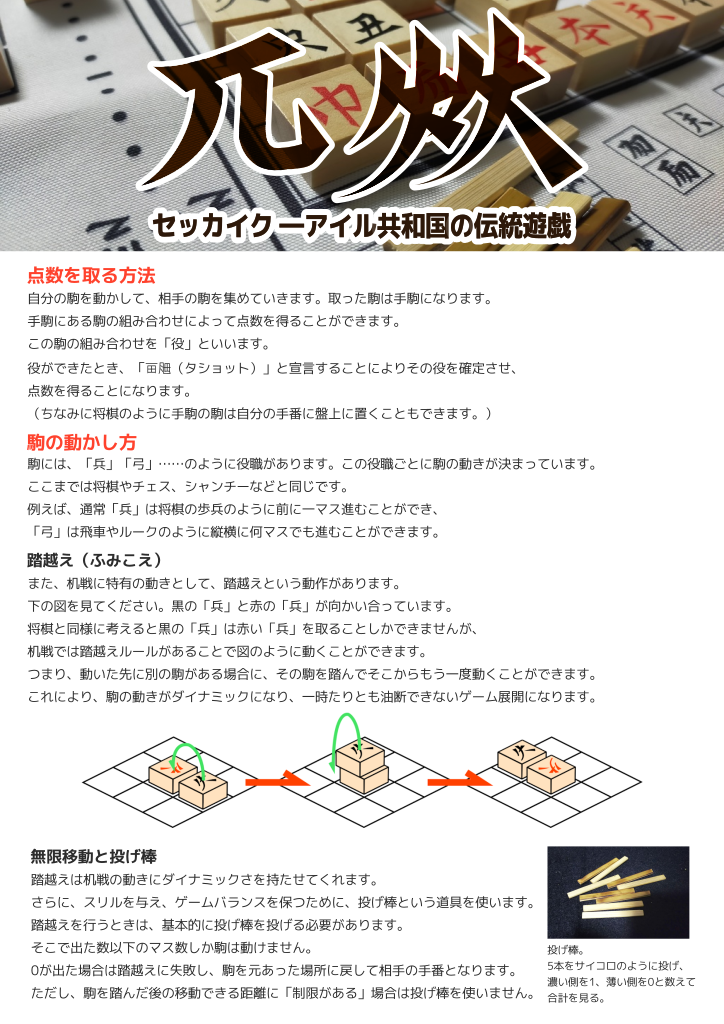 セッカイクーアイル共和国の伝統遊戯
点数を取る方法
自分の駒を動かして、相手の駒を集めていきます。取った駒は手駒になります。
手駒にある駒の組み合わせによって点数を得ることができます。
この駒の組み合わせを「役」といいます。
役ができたとき、「（タショット）」と宣言することによりその役を確定させ、
点数を得ることになります。
（ちなみに将棋のように手駒の駒は自分の手番に盤上に置くこともできます。）
駒の動かし方
駒には、「兵」「弓」……のように役職があります。この役職ごとに駒の動きが決まっています。
ここまでは将棋やチェス、シャンチーなどと同じです。
例えば、通常「兵」は将棋の歩兵のように前に一マス進むことができ、
「弓」は飛車やルークのように縦横に何マスでも進むことができます。
踏越え（ふみこえ）
また、机戦に特有の動きとして、踏越えという動作があります。
下の図を見てください。黒の「兵」と赤の「兵」が向かい合っています。
将棋と同様に考えると黒の「兵」は赤い「兵」を取ることしかできませんが、
机戦では踏越えルールがあることで図のように動くことができます。
つまり、動いた先に別の駒がある場合に、その駒を踏んでそこからもう一度動くことができます。
これにより、駒の動きがダイナミックになり、一時たりとも油断できないゲーム展開になります。
無限移動と投げ棒
踏越えは机戦の動きにダイナミックさを持たせてくれます。
さらに、スリルを与え、ゲームバランスを保つために、投げ棒という道具を使います。
踏越えを行うときは、基本的に投げ棒を投げる必要があります。
そこで出た数以下のマス数しか駒は動けません。
0が出た場合は踏越えに失敗し、駒を元あった場所に戻して相手の手番となります。
ただし、駒を踏んだ後の移動できる距離に「制限がある」場合は投げ棒を使いません。
投げ棒。
5本をサイコロのように投げ、
濃い側を1、薄い側を0と数えて
合計を見る。